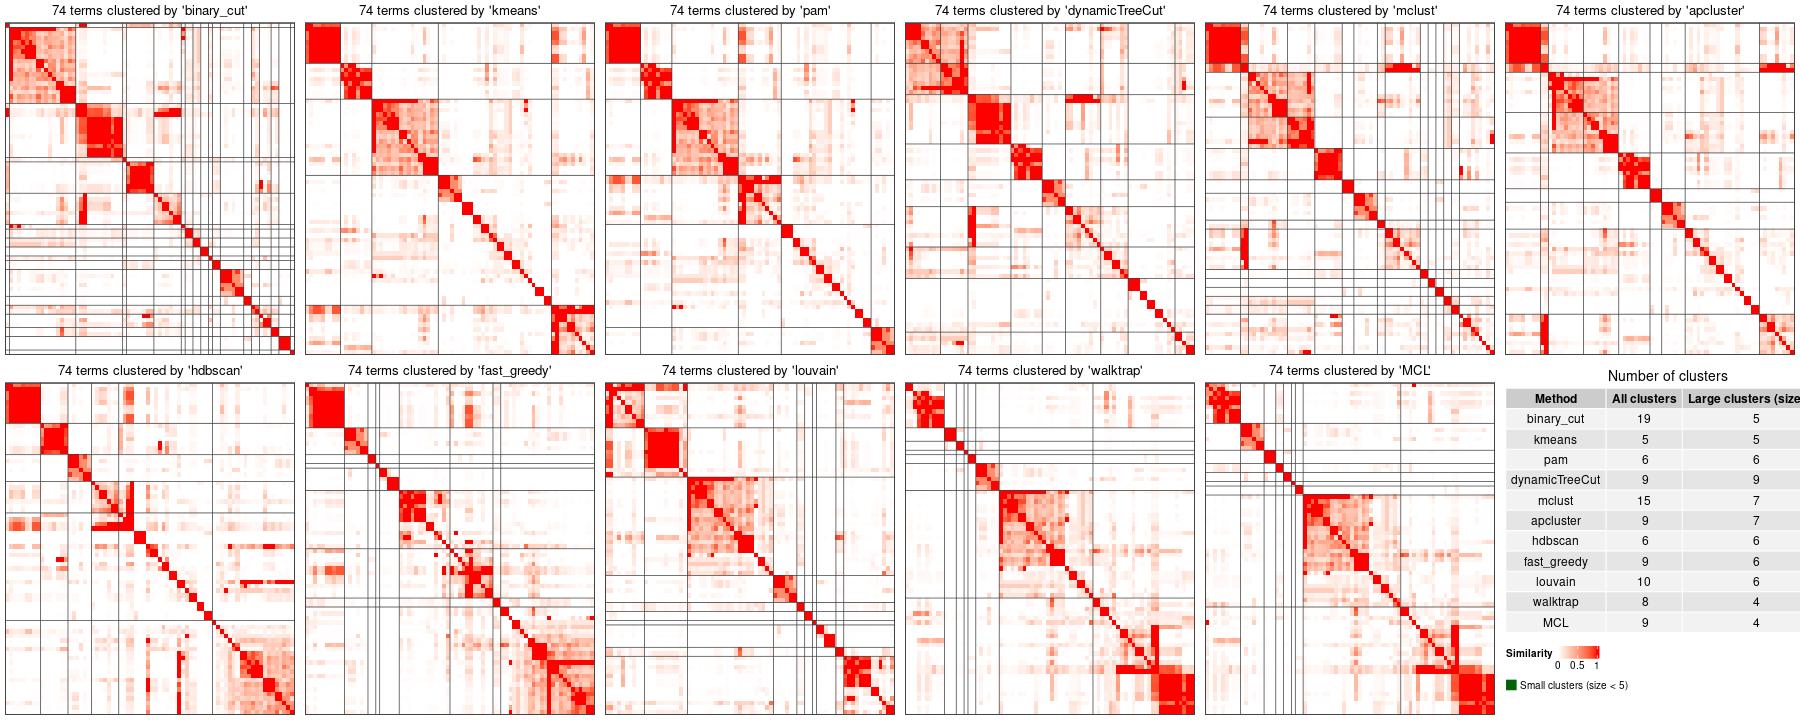 74 terms clustered by 'binary_cut'
74 terms clustered by 'kmeans'
74 terms clustered by 'pam'
74 terms clustered by 'dynamicTreeCut'
74 terms clustered by 'mclust'
74 terms clustered by 'apcluster'
74 terms clustered by 'hdbscan'
74 terms clustered by 'fast_greedy'
74 terms clustered by 'louvain'
74 terms clustered by 'walktrap'
74 terms clustered by 'MCL'
Number of clusters
Method All clusters Large clusters (size
binary_cut 19 5
kmeans 5 5
pam 6 6
dynamicTreeCut 9 9
mclust 15 7
apcluster 9 7
hdbscan 6 6
fast_greedy 9 6
louvain 10 6
walktrap 8 4
MCL 9 4
Similarity
0 0.5 1
Small clusters (size < 5)